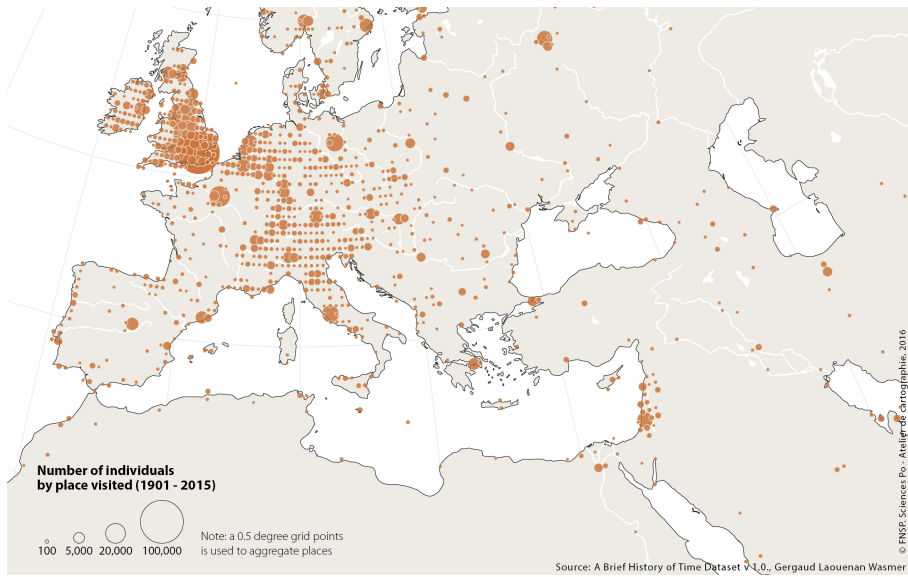 Number of individuals
by place visited (1901 - 2015)
100 5,000 20,000 100,000
Note: a 0.5 degree grid points
is used to aggregate places
Source: A Brief History of Time Dataset v 1.0., Gergaud Laouenan Wasmer
© FNSP. Sciences Po - Atelier de cartographie, 2016